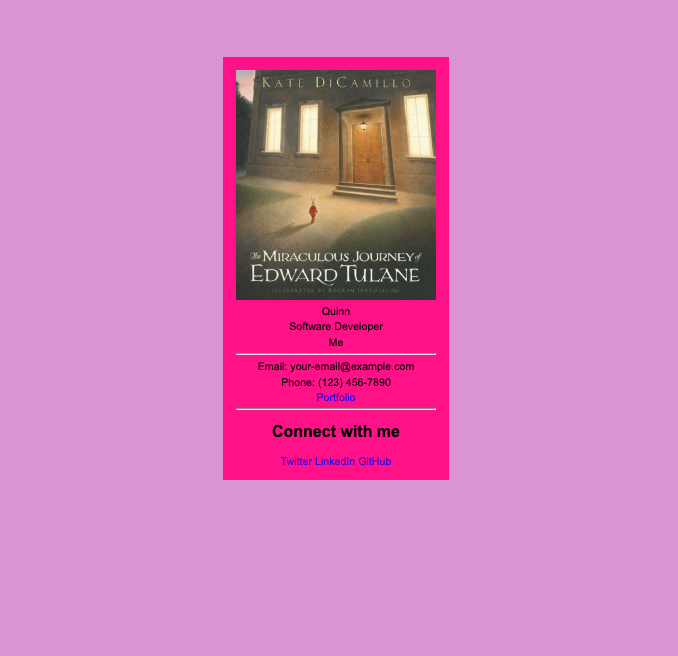 KATE DICAMILLO
The MIRACULOUS JOURNEY of
EDWARD TULANE
ILLUSTRATED BY BAGRAM IBATOULLINE
Quinn
Software Developer
Me
Email: your-email@example.com
Phone: (123) 456-7890
Portfolio
Connect with me
Twitter LinkedIn GitHub